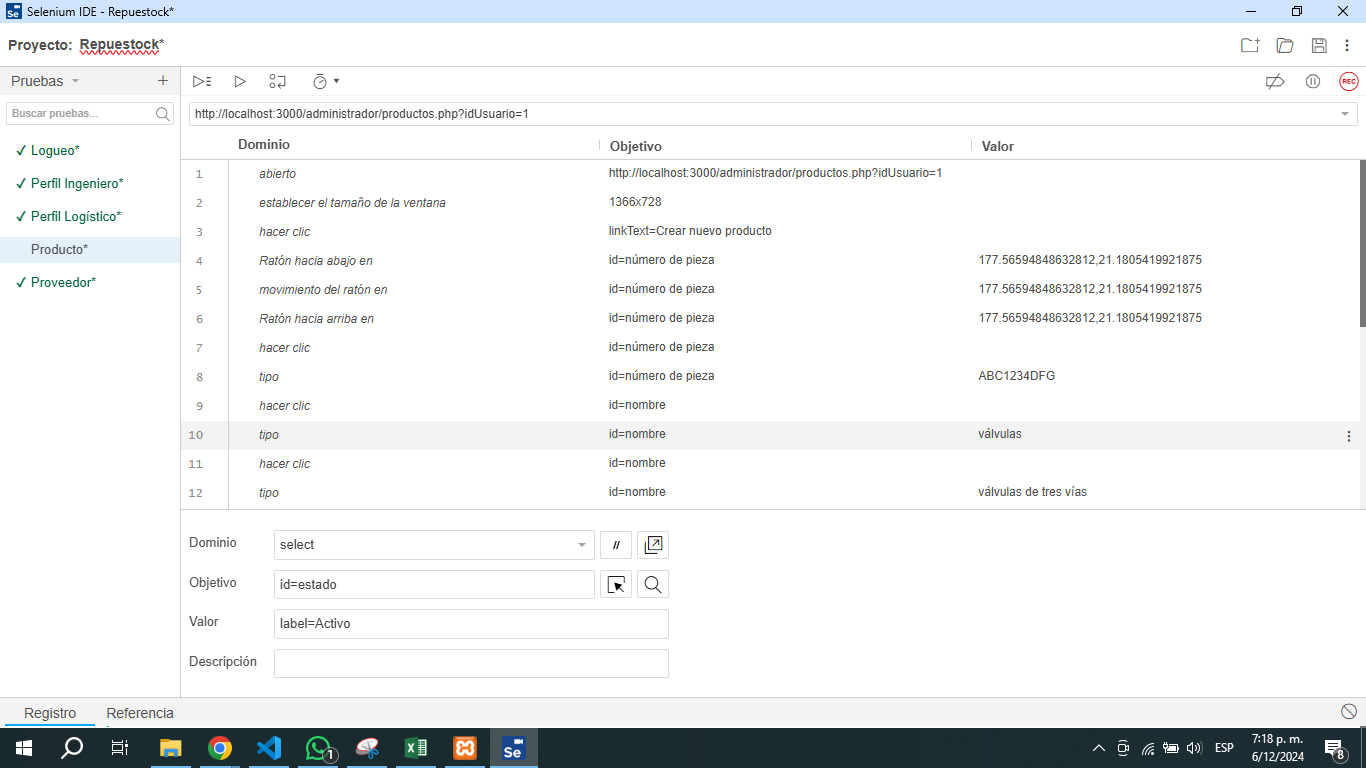 Selenium IDE - Repuestock*
Proyecto: Repuestock*
Pruebas
Buscar pruebas...
✓ Logueo*
✓ Perfil Ingeniero*
✓ Perfil Logístico*
Producto*
✓ Proveedor*
REC
http://localhost:3000/administrador/productos.php?idUsuario=1
Dominio Objetivo Valor
1 abierto http://localhost:3000/administrador/productos.php?idUsuario=1
2 establecer el tamaño de la ventana 1366x728
3 hacer clic linkText=Crear nuevo producto
4 Ratón hacia abajo en id=número de pieza 177.56594848632812,21.1805419921875
5 movimiento del ratón en id=número de pieza 177.56594848632812,21.1805419921875
6 Ratón hacia arriba en id=número de pieza 177.56594848632812,21.1805419921875
7 hacer clic id=número de pieza
8 tipo id=número de pieza ABC1234DFG
9 hacer clic id=nombre
10 tipo id=nombre válvulas
11 hacer clic id=nombre
12 tipo id=nombre válvulas de tres vías
Dominio select //
Objetivo id=estado
Valor label=Activo
Descripción
Registro Referencia
1
Se
ESP
7:18 p. m.
6/12/2024
8